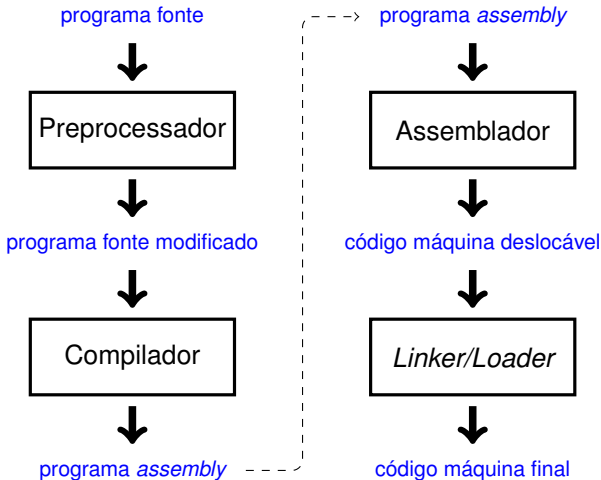 programa fonte
Preprocessador
programa fonte modificado
Compilador
programa assembly
programa assembly
Assemblador
código máquina deslocável
Linker/Loader
código máquina final